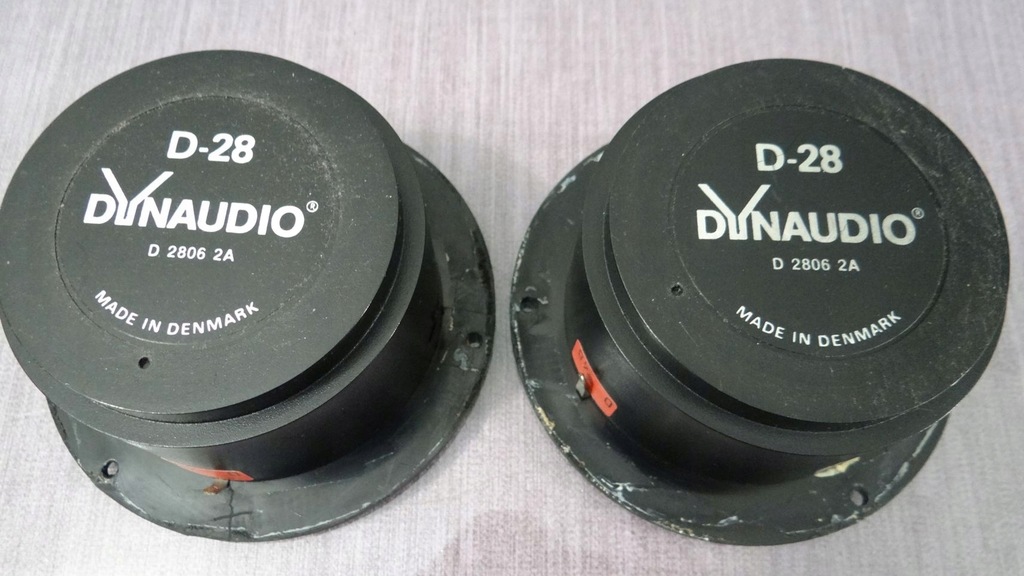 D-28
DYNAUDIO®
D 2806 2A
MADE IN DENMARK
D-28
DYNAUDIO®
D 2806 2A
MADE IN DENMARK